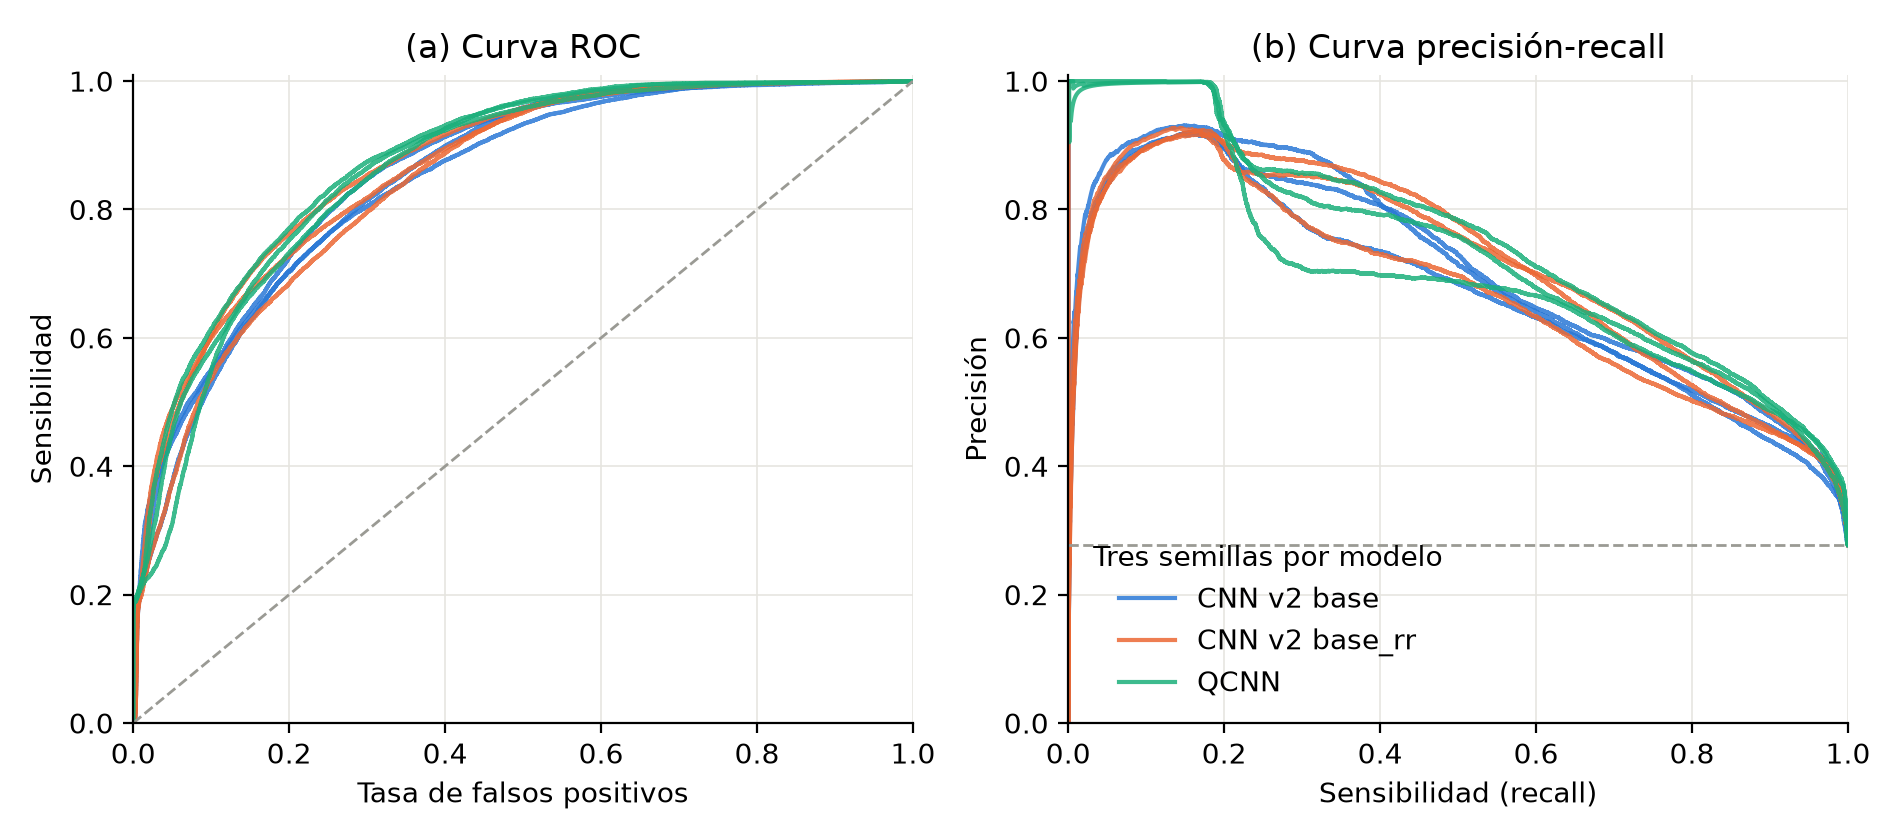 (a) Curva ROC
1.0
0.8
0.6
0.4
0.2
0.0
Sensibilidad
0.0 0.2 0.4 0.6 0.8 1.0
Tasa de falsos positivos
(b) Curva precisión-recall
1.0
0.8
0.6
0.4
0.2
0.0
Precisión
Tres semillas por modelo
CNN v2 base
CNN v2 base_rr
QCNN
0.0 0.2 0.4 0.6 0.8 1.0
Sensibilidad (recall)